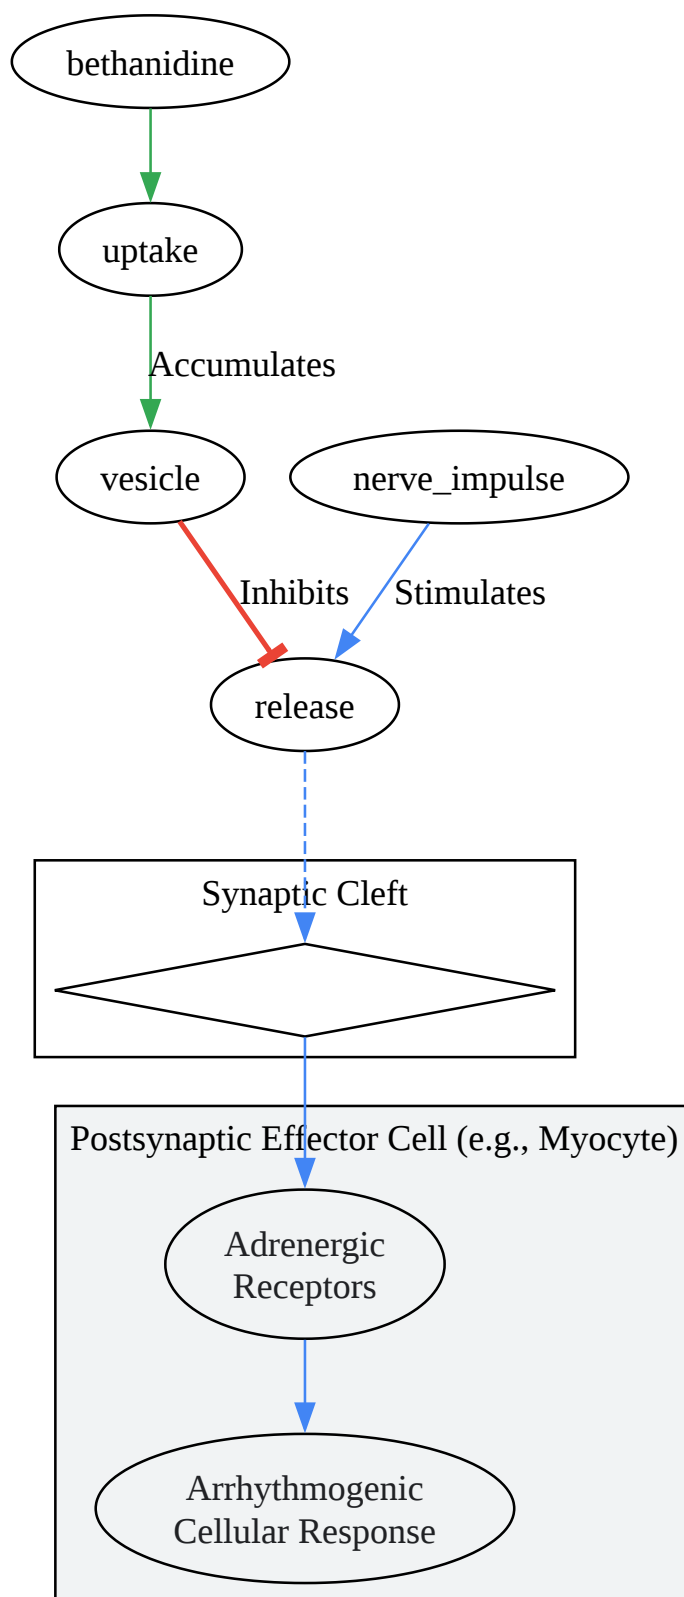 bethanidine
uptake
Accumulates
vesicle
nerve_impulse
Inhibits
Stimulates
release
Synaptic Cleft
Postsynaptic Effector Cell (e.g., Myocyte)
Adrenergic
Receptors
Arrhythmogenic
Cellular Response